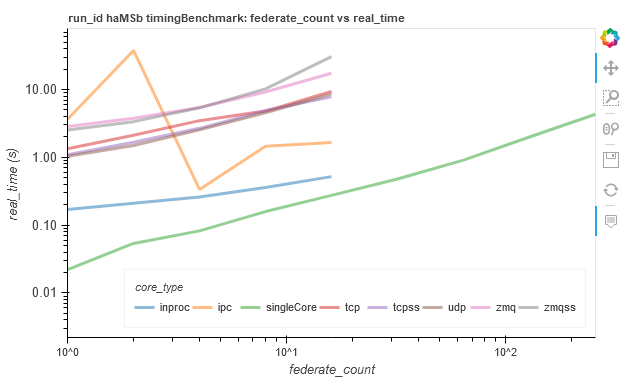 run_id haMSb timingBenchmark: federate_count vs real_time
10.00
1.00
0.10
0.01
real_time (s)
core_type
inproc ipc singleCore tcp tcpss udp zmq zmqss
10^0 10^1 10^2
federate_count